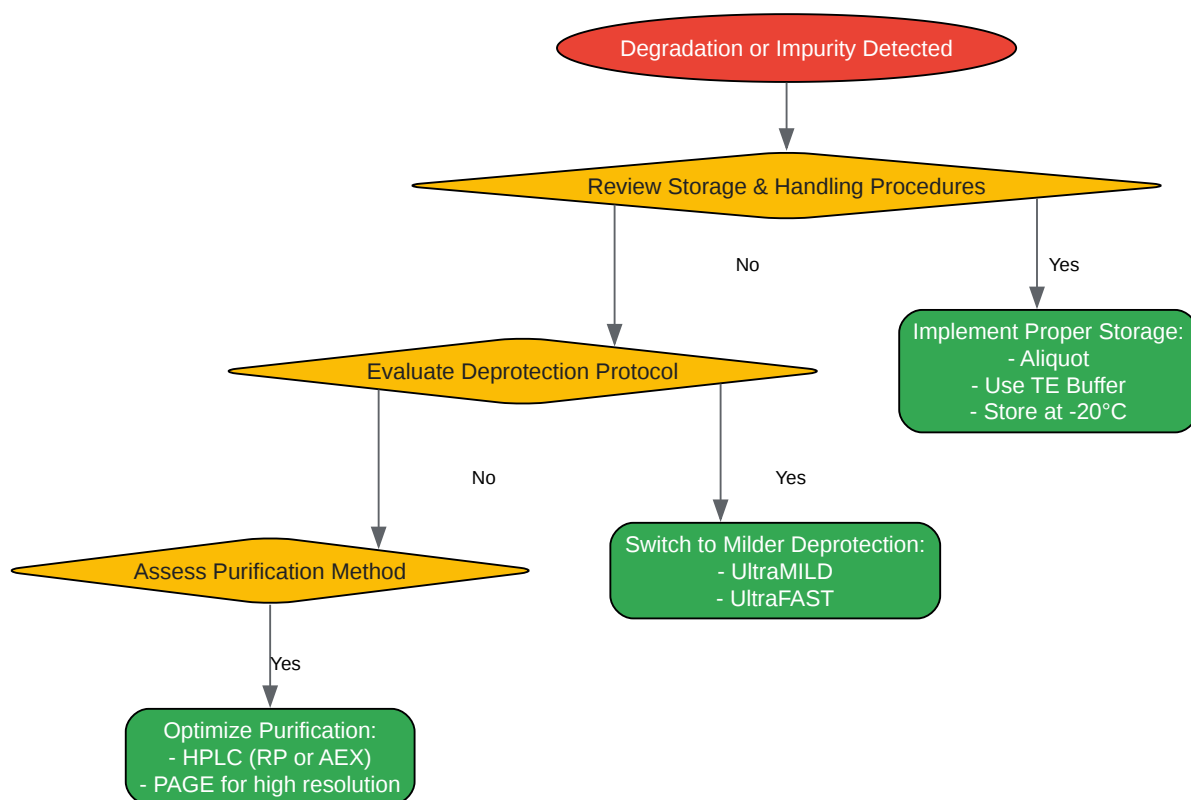 Degradation or Impurity Detected
Review Storage & Handling Procedures
No
Yes
Implement Proper Storage:
- Aliquot
- Use TE Buffer
- Store at -20°C
Evaluate Deprotection Protocol
No
Yes
Switch to Milder Deprotection:
- UltraMILD
- UltraFAST
Assess Purification Method
Yes
Optimize Purification:
- HPLC (RP or AEX)
- PAGE for high resolution